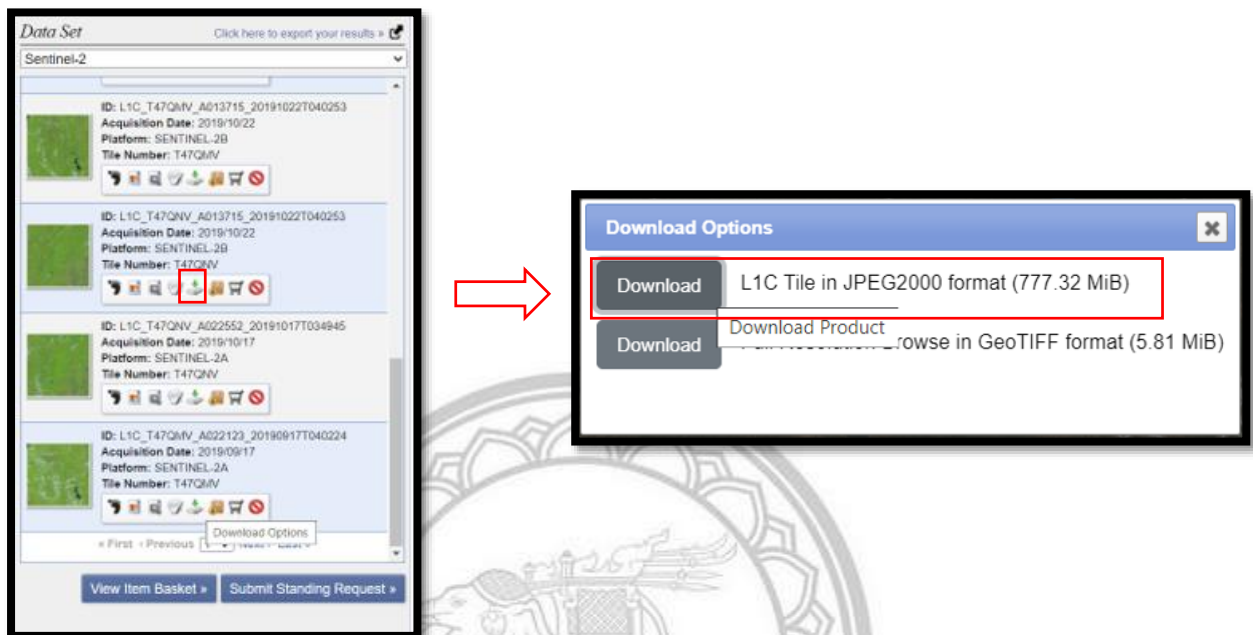 Data Set
Click here to export your results »
Sentinel-2
ID: L1C_T47QMV_A013715_20191022T040253
Acquisition Date: 2019/10/22
Platform: SENTINEL-2B
Tile Number: T47QMV
ID: L1C_T47QNV_A013715_20191022T040253
Acquisition Date: 2019/10/22
Platform: SENTINEL-2B
Tile Number: T47QNV
ID: L1C_T47QNV_A022552_20191017T034945
Acquisition Date: 2019/10/17
Platform: SENTINEL-2A
Tile Number: T47QNV
ID: L1C_T47QMV_A022123_20190917T040224
Acquisition Date: 2019/09/17
Platform: SENTINEL-2A
Tile Number: T47QMV
Download Options
« First ‹ Previous
View Item Basket » Submit Standing Request »
Download Options
Download L1C Tile in JPEG2000 format (777.32 MiB)
Download Product
Download Browse in GeoTIFF format (5.81 MiB)